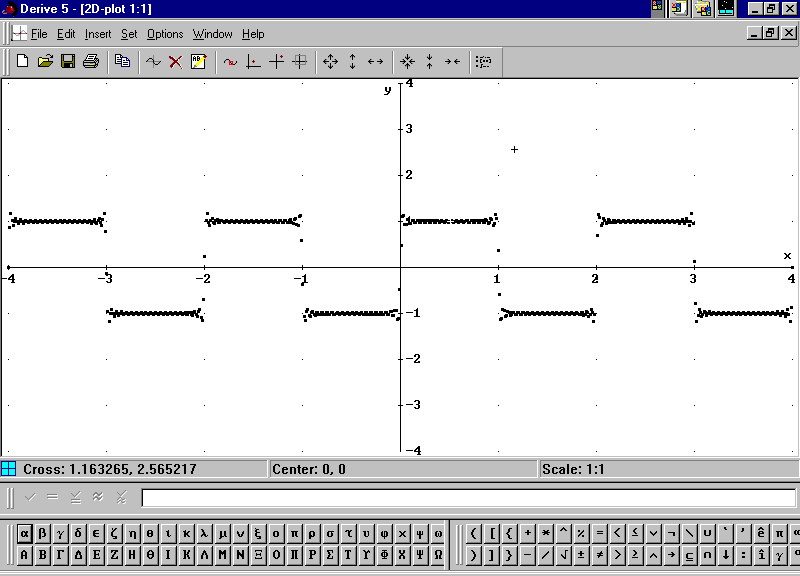 Derive 5 - [2D-plot 1:1]
File Edit Insert Set Options Window Help
y
4
3
2
x
-4 -3 -2 -1 1 2 3 4
-1
-2
-3
-4
Cross: 1.163265, 2.565217 Center: 0, 0 Scale: 1:1
α β γ δ ε ζ η θ ι κ λ μ ν ξ ο π ρ σ τ υ φ χ ψ ω ( [ { + * ^ % = < ≤ ∨ ¬ \ ∪ ` , ê π ∞
Α Β Γ Δ Ε Ζ Η Θ Ι Κ Λ Μ Ν Ξ Ο Π Ρ Σ Τ Υ Φ Χ Ψ Ω ) ] } - / √ ± ≠ > ≥ ∧ → ⊆ ∩ ↓ : î γ °